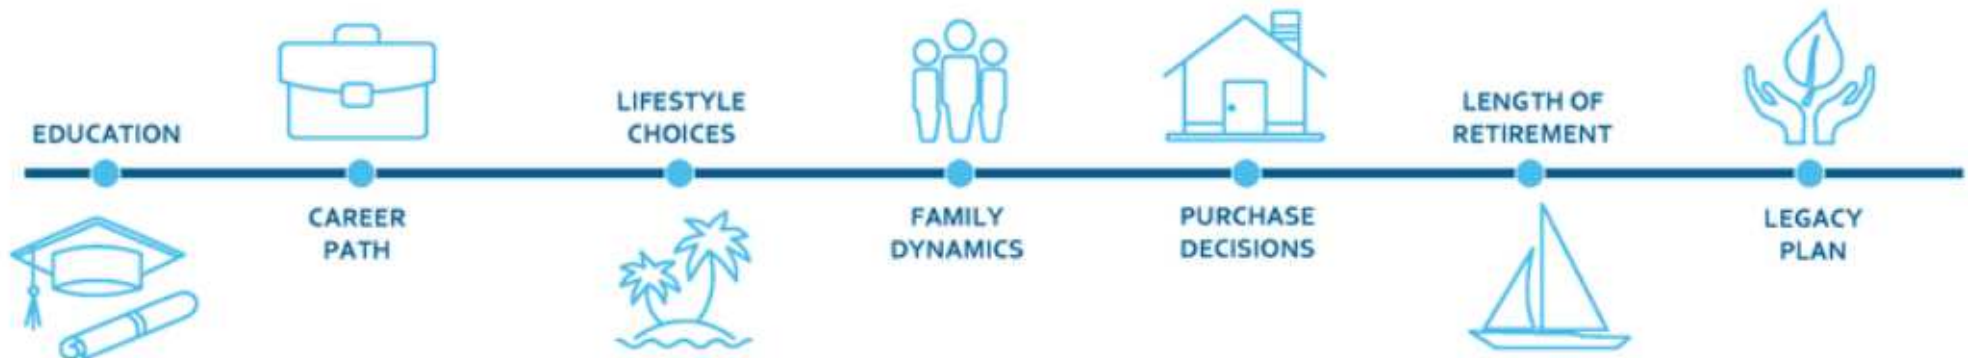 EDUCATION
CAREER
PATH
LIFESTYLE
CHOICES
FAMILY
DYNAMICS
PURCHASE
DECISIONS
LENGTH OF
RETIREMENT
LEGACY
PLAN